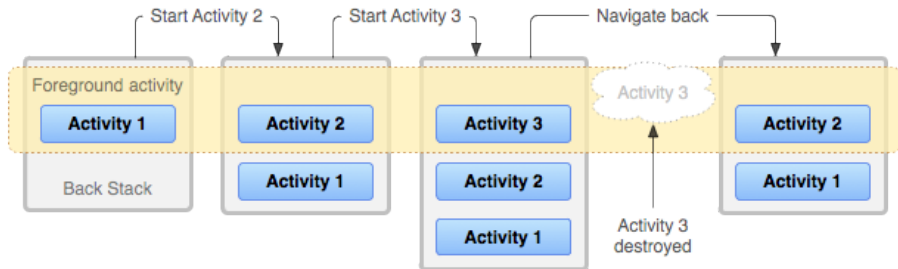 Start Activity 2
Start Activity 3
Navigate back
Foreground activity
Activity 1
Back Stack
Activity 2
Activity 1
Activity 3
Activity 2
Activity 1
Activity 3
Activity 3
destroyed
Activity 2
Activity 1